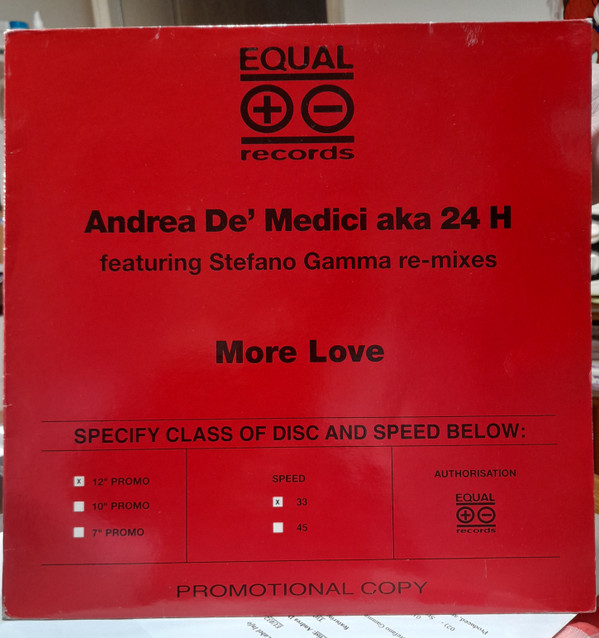 EQUAL
records
Andrea De' Medici aka 24 H
featuring Stefano Gamma re-mixes
More Love
SPECIFY CLASS OF DISC AND SPEED BELOW:
x 12" PROMO
10" PROMO
7" PROMO
SPEED
x 33
45
AUTHORISATION
EQUAL
records
PROMOTIONAL COPY